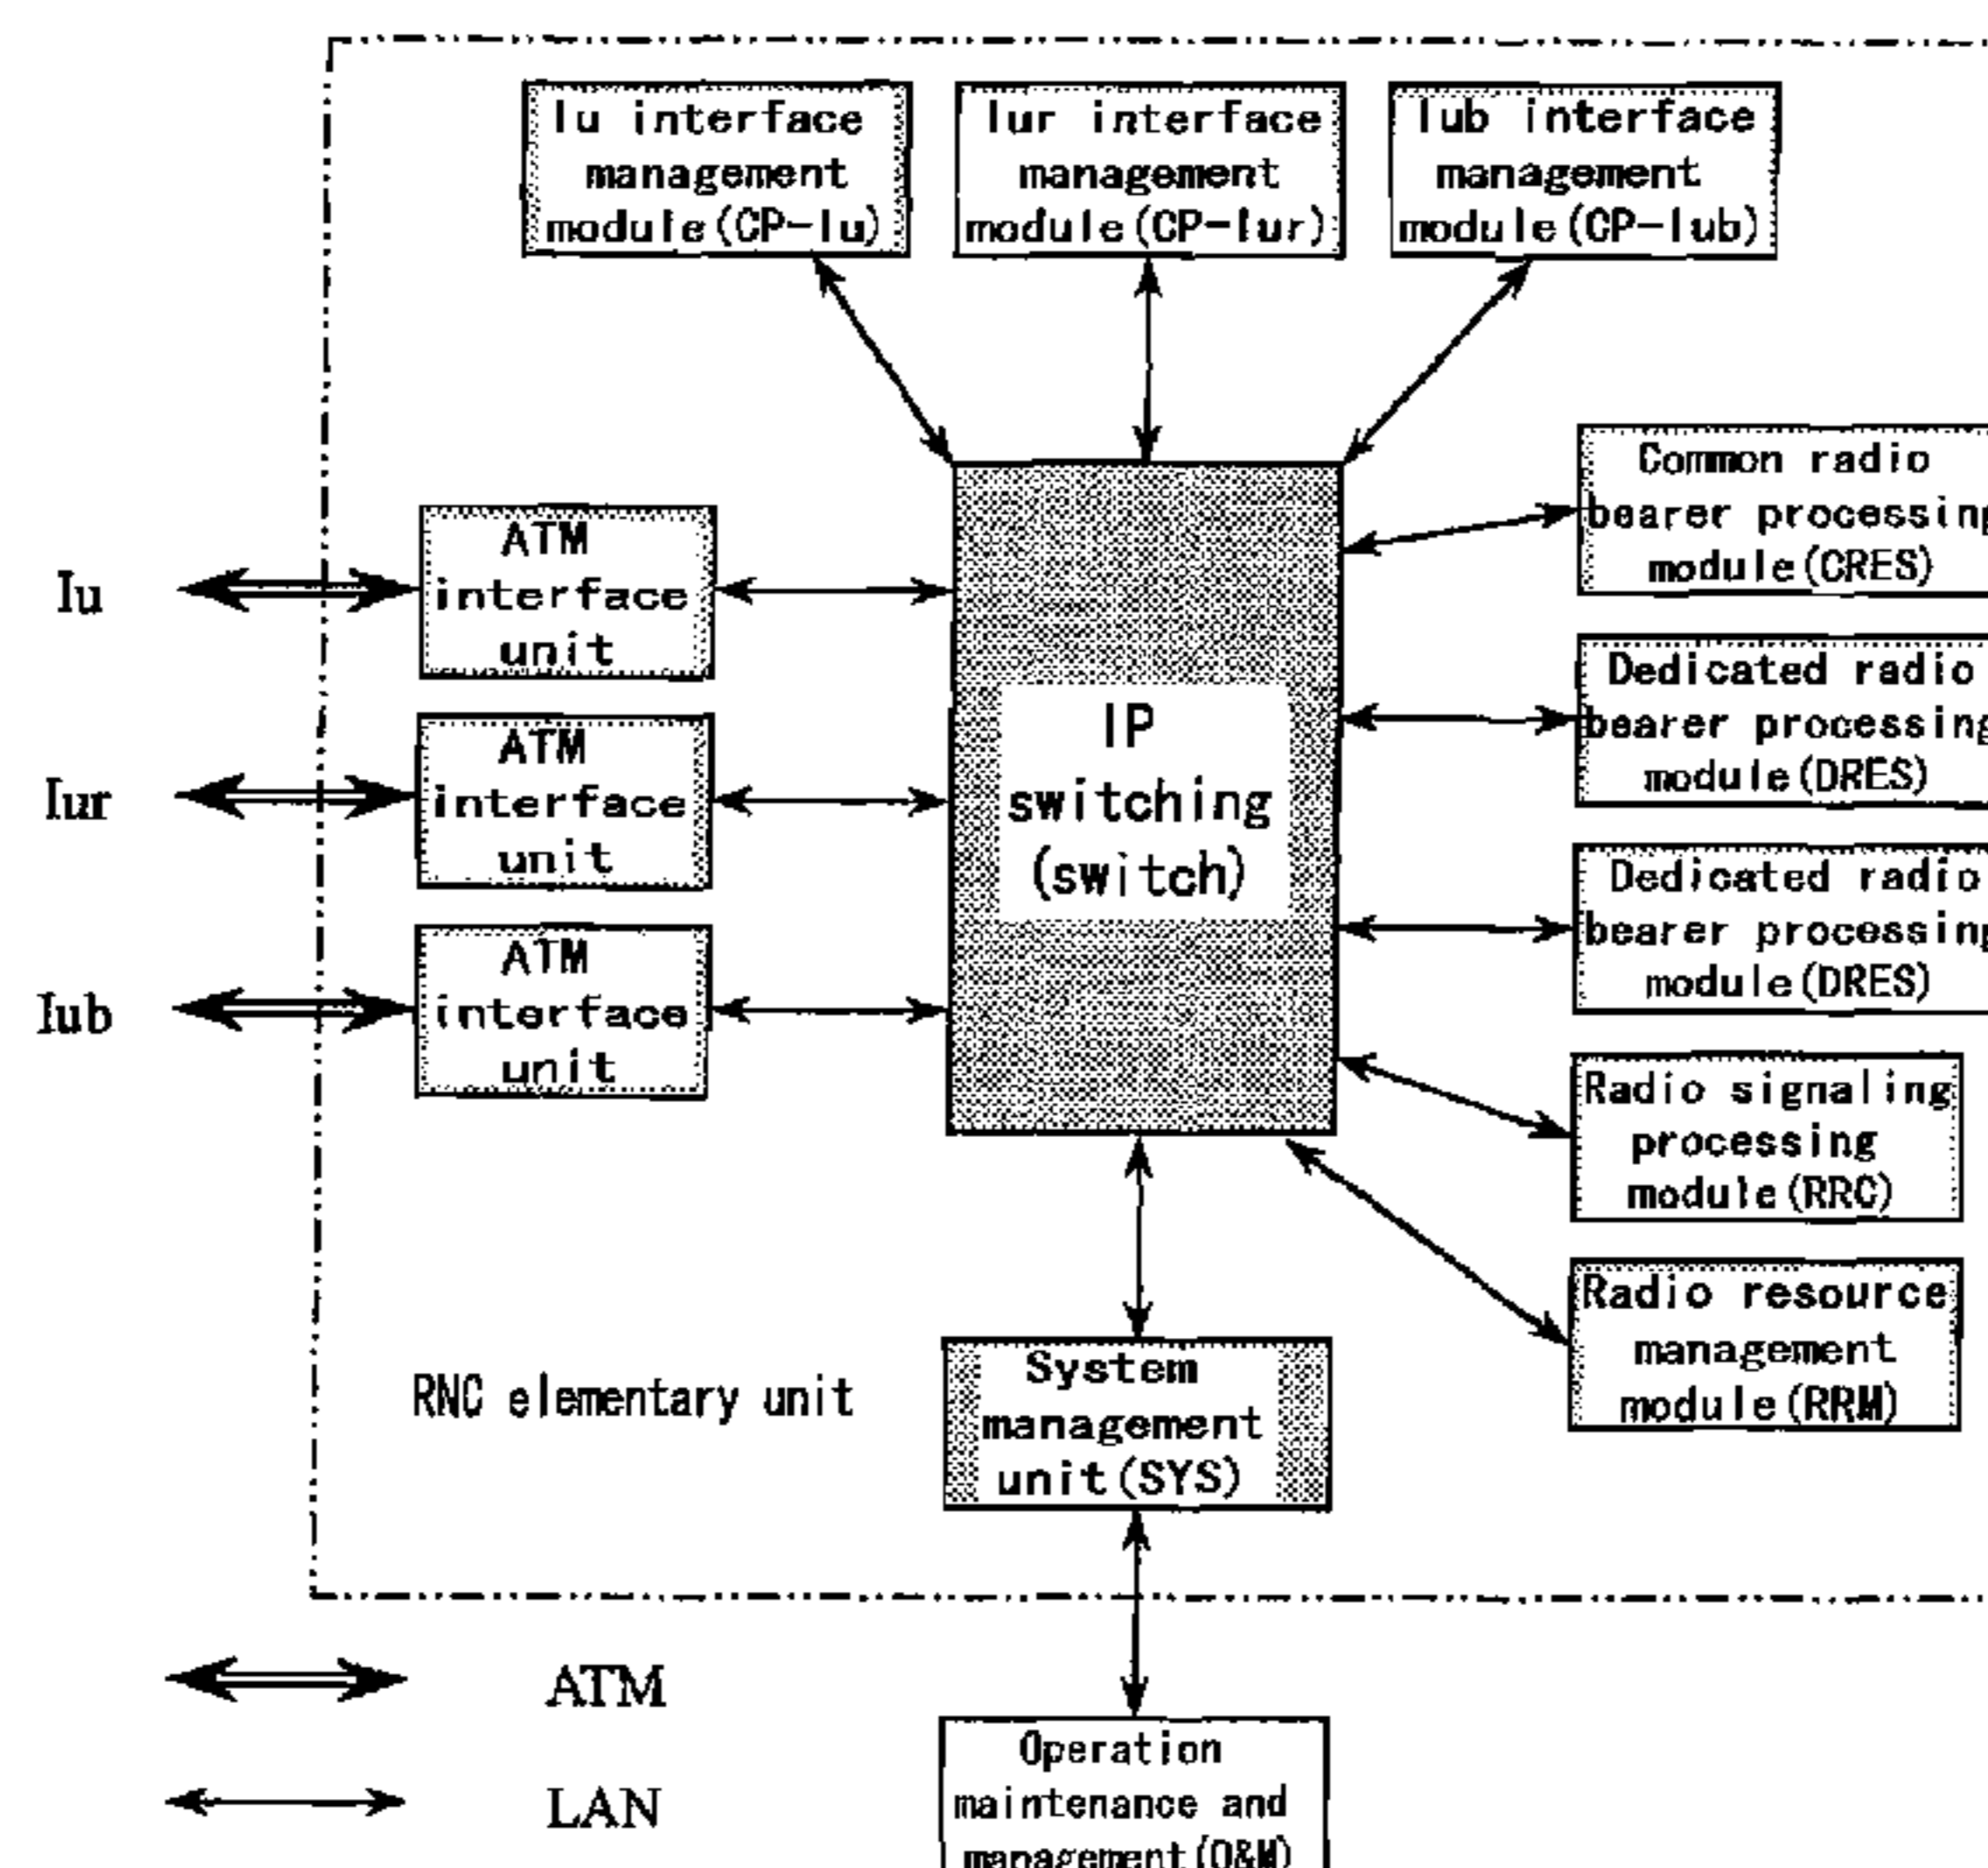 Iu interface
management
module(CP-Iu)
Iur interface
management
module(CP-Iur)
Iub interface
management
module(CP-Iub)
Common radio
bearer processing
module(CRES)
Iu
ATM
interface
unit
Dedicated radio
bearer processing
module(DRES)
IP
switching
(switch)
Iur
ATM
interface
unit
Dedicated radio
bearer processing
module(DRES)
Iub
ATM
interface
unit
Radio signaling
processing
module(RRC)
Radio resource
management
module(RRM)
RNC elementary unit
System
management
unit(SYS)
ATM
LAN
Operation
maintenance and
management(O&M)